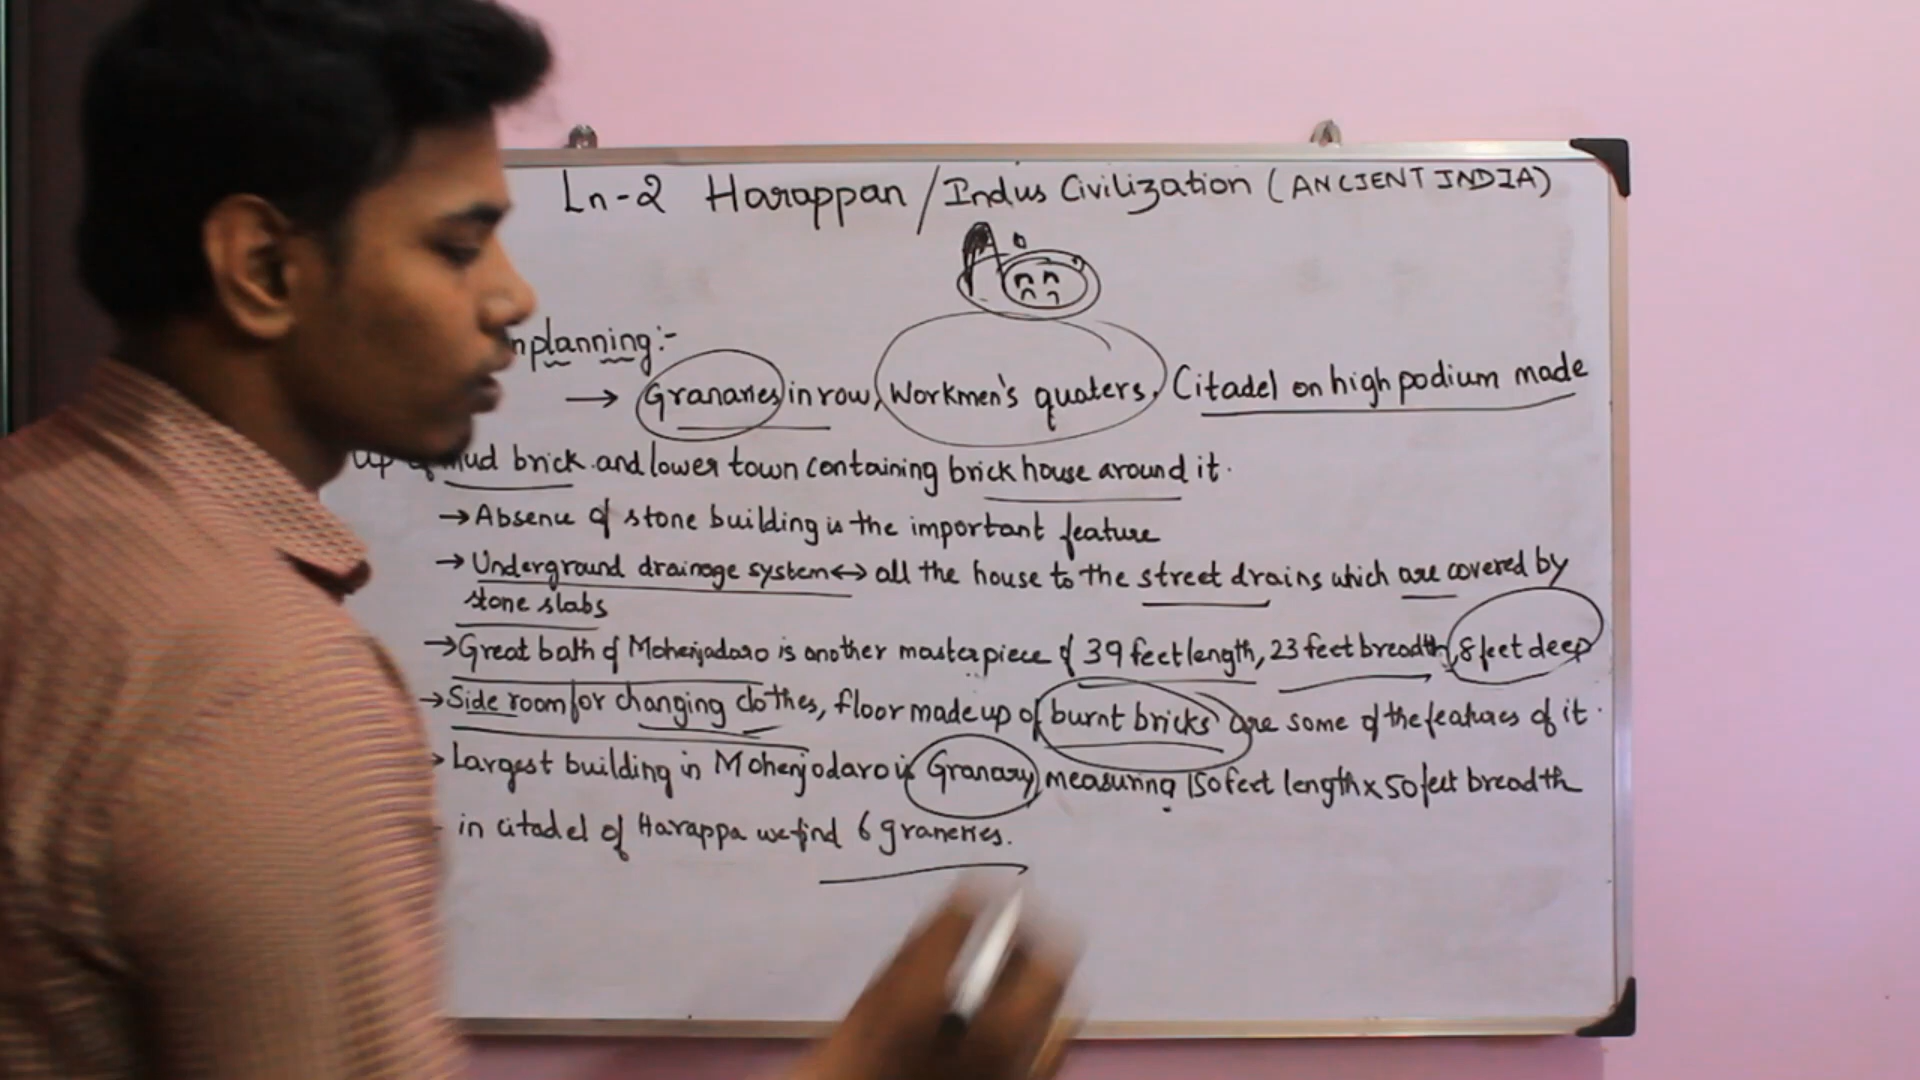 Ln-2 Harappan / Indus Civilization (ANCIENT INDIA)
nplanning:-
→ Granaries in row, Workmen's quaters, Citadel on high podium made
up of mud brick and lower town containing brick house around it.
→ Absence of stone building is the important feature
→ Underground drainage system ↔ all the house to the street drains which are covered by
stone slabs
→ Great bath of Mohenjadaro is another masterpiece of 39 feet length, 23 feet breadth, 8 feet deep
→ Side room for changing clothes, floor made up of burnt bricks are some of the features of it.
→ Largest building in Mohenjodaro is Granary measuring 150 feet length x 50 feet breadth
- in citadel of Harappa we find 6 graneries.